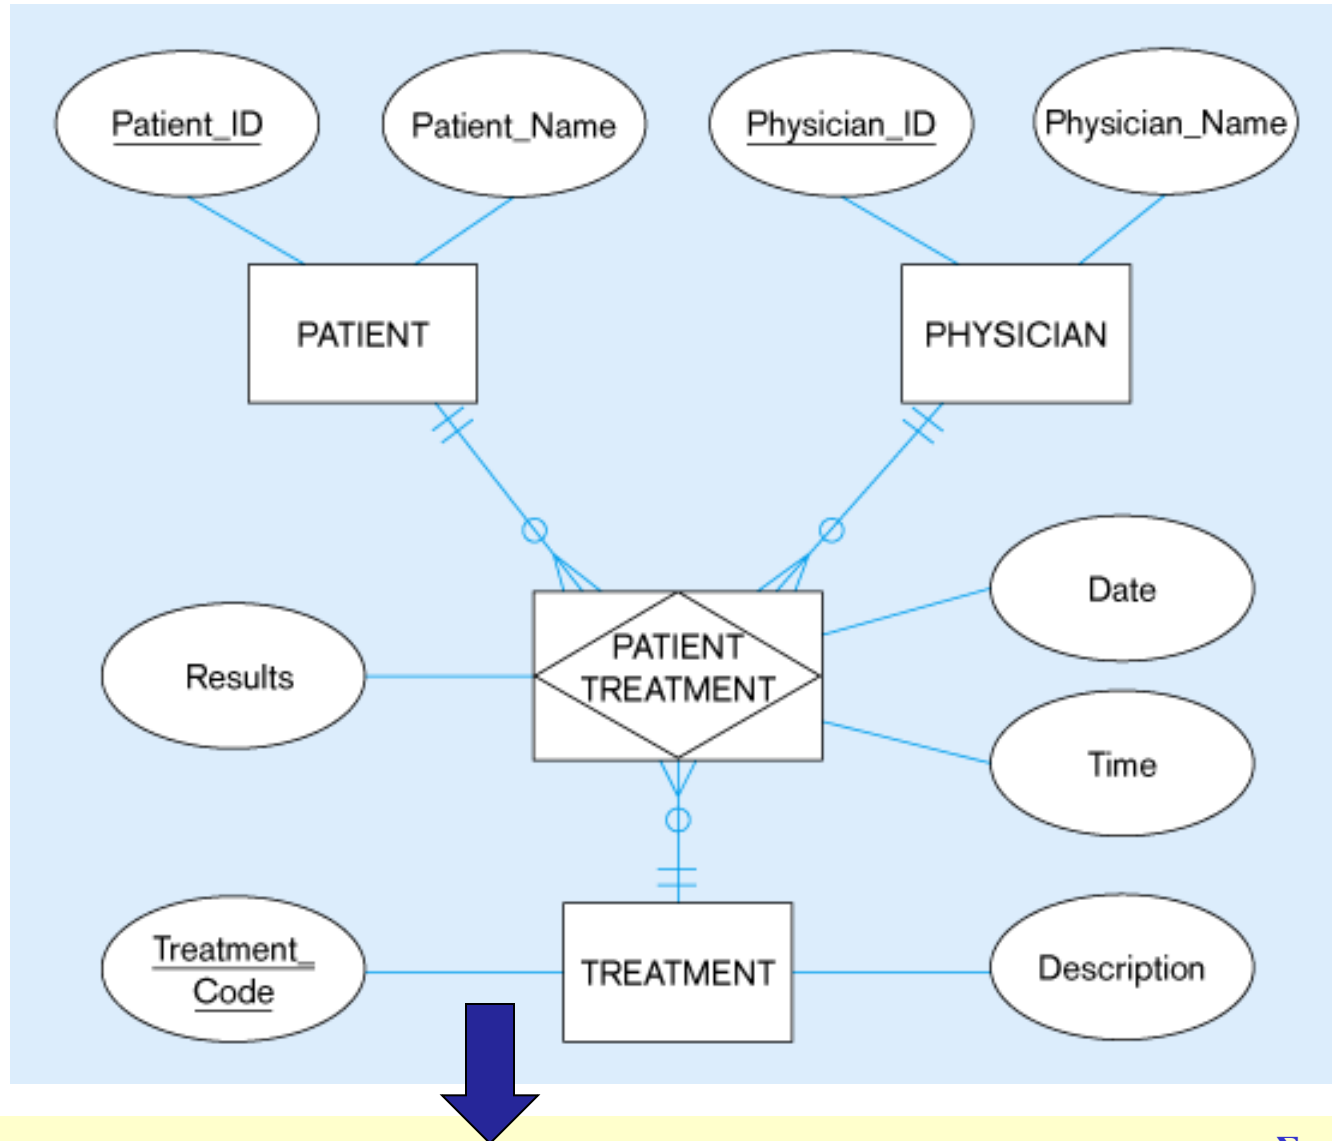 Patient_ID
Patient_Name
Physician_ID
Physician_Name
PATIENT
PHYSICIAN
Date
PATIENT
TREATMENT
Results
Time
Treatment_
Code
TREATMENT
Description